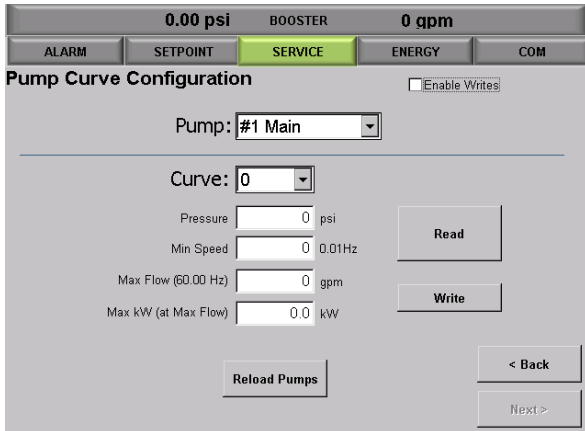 0.00 psi BOOSTER 0 gpm
ALARM SETPOINT SERVICE ENERGY COM
Pump Curve Configuration Enable Writes
Pump: #1 Main
Curve: 0
Pressure 0 psi
Min Speed 0 0.01Hz
Read
Max Flow (60.00 Hz) 0 gpm
Write
Max kW (at Max Flow) 0.0 kW
Reload Pumps
< Back
Next >